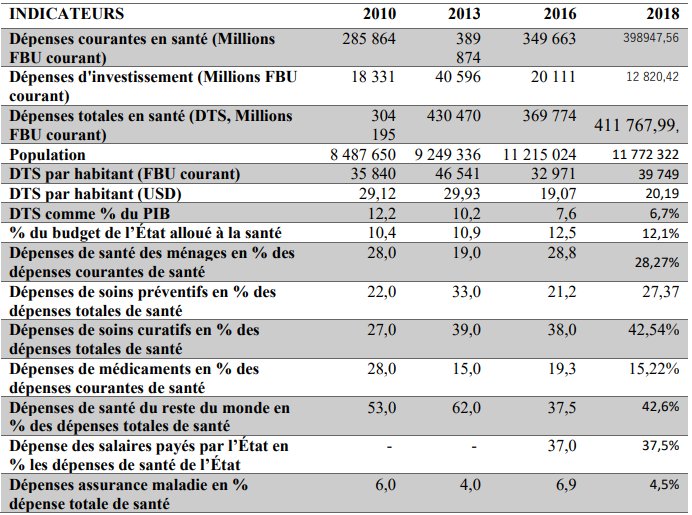 INDICATEURS 2010 2013 2016 2018
Dépenses courantes en santé (Millions 285 864 389 349 663 398947,56
FBU courant) 874
Dépenses d'investissement (Millions FBU 18 331 40 596 20 111 12 820,42
courant)
Dépenses totales en santé (DTS, Millions 304 430 470 369 774 411 767,99,
FBU courant) 195
Population 8 487 650 9 249 336 11 215 024 11 772 322
DTS par habitant (FBU courant) 35 840 46 541 32 971 39 749
DTS par habitant (USD) 29,12 29,93 19,07 20,19
DTS comme % du PIB 12,2 10,2 7,6 6,7%
% du budget de l’État alloué à la santé 10,4 10,9 12,5 12,1%
Dépenses de santé des ménages en % des 28,0 19,0 28,8 28,27%
dépenses courantes de santé
Dépenses de soins préventifs en % des 22,0 33,0 21,2 27,37
dépenses totales de santé
Dépenses de soins curatifs en % des 27,0 39,0 38,0 42,54%
dépense totales de santé
Dépenses de médicaments en % des 28,0 15,0 19,3 15,22%
dépenses courantes de santé
Dépenses de santé du reste du monde en 53,0 62,0 37,5 42,6%
% des dépenses totales de santé
Dépense des salaires payés par l’État en - - 37,0 37,5%
% les dépenses de santé de l’État
Dépenses assurance maladie en % 6,0 4,0 6,9 4,5%
dépense totale de santé